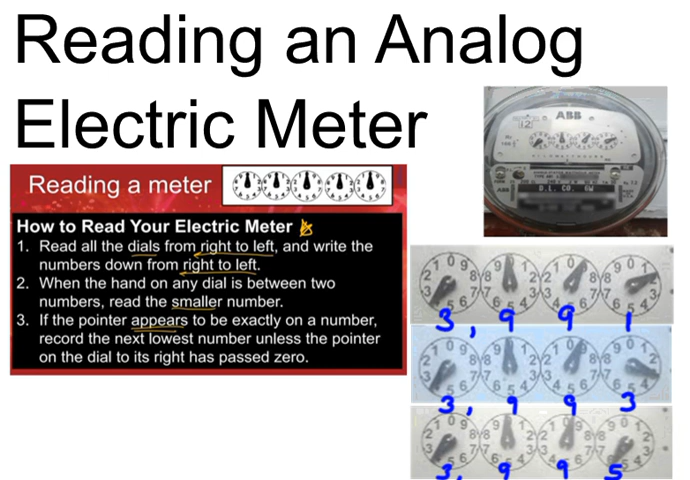 Reading an Analog
Electric Meter
Reading a meter
How to Read Your Electric Meter
1. Read all the dials from right to left, and write the
numbers down from right to left.
2. When the hand on any dial is between two
numbers, read the smaller number.
3. If the pointer appears to be exactly on a number,
record the next lowest number unless the pointer
on the dial to its right has passed zero.
ABB
D.L. CO. 6W
3, 9 9 1
3, 9 9 3
3, 9 9 5